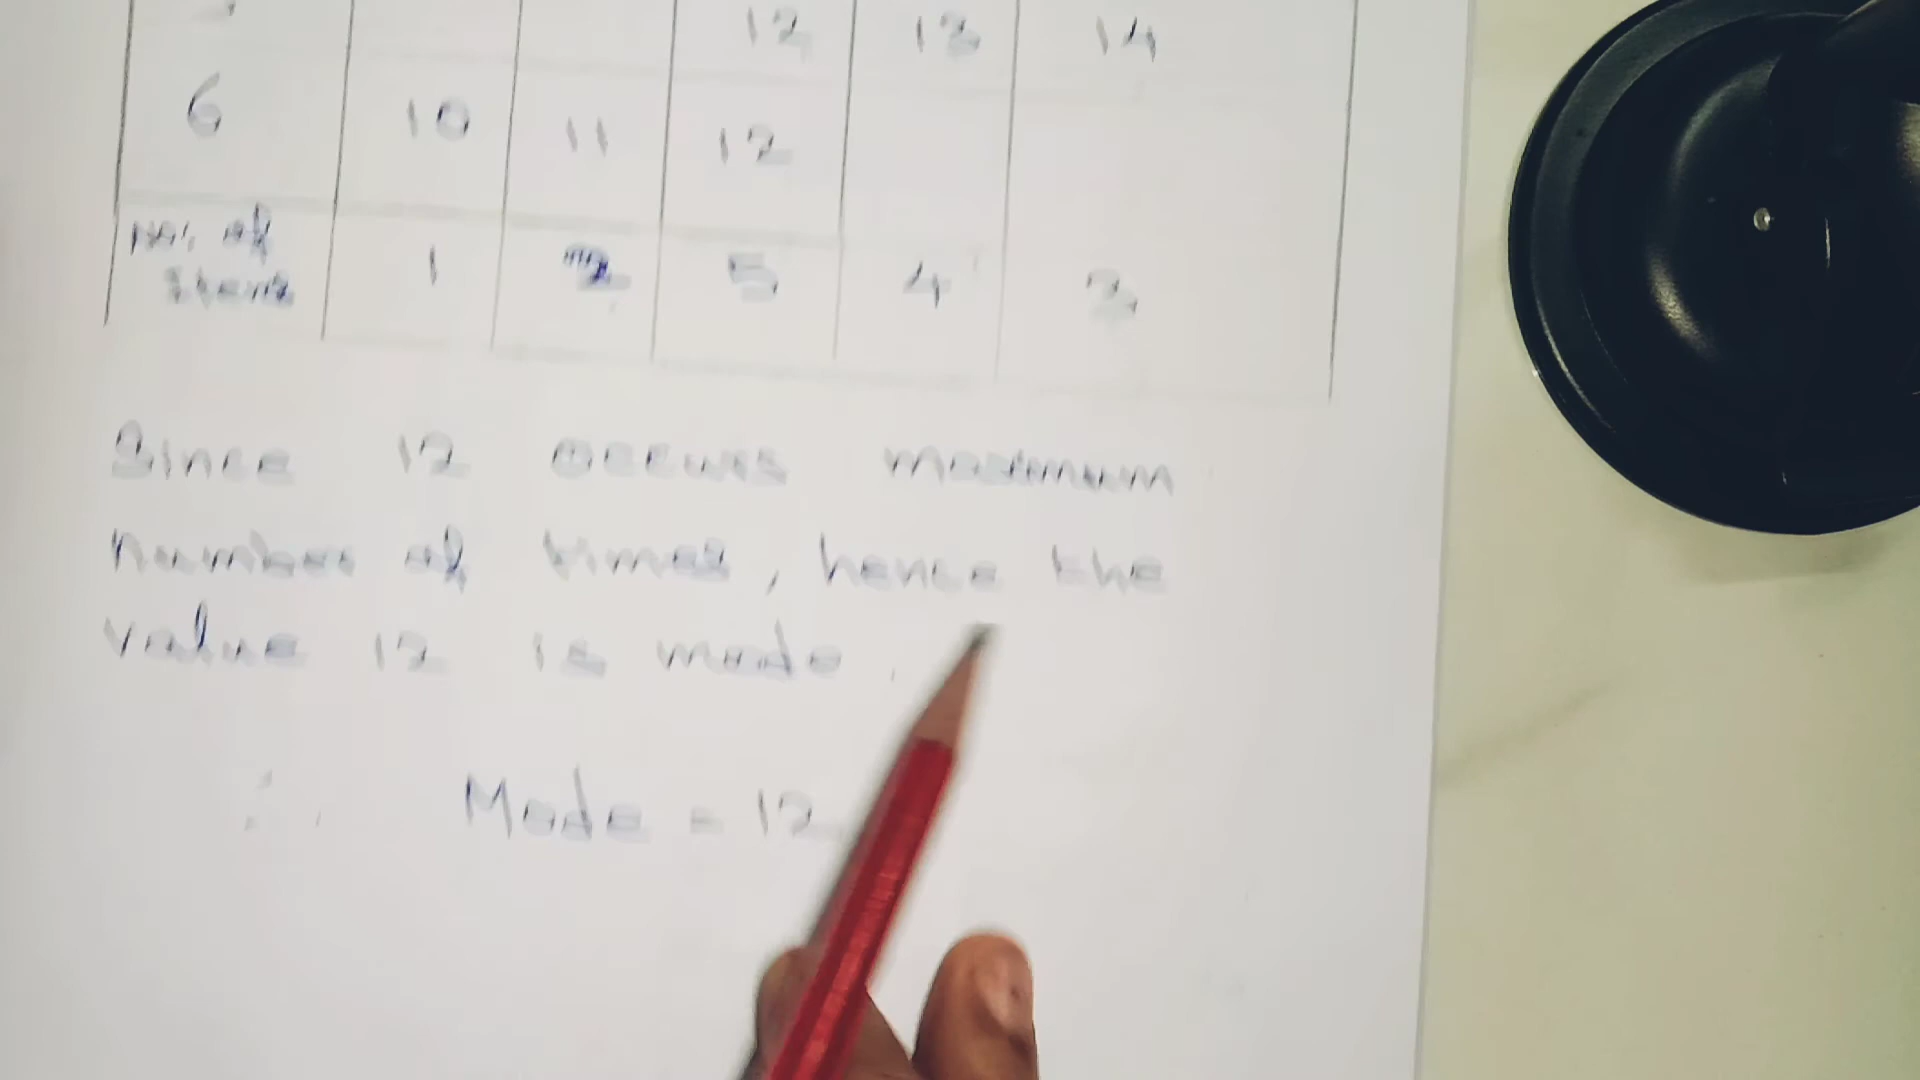 12 13 14
6 10 11 12
No. of
Items 1 2 5 4 3
Since 12 occurs maximum
number of times, hence the
value 12 is mode.
∴ Mode = 12